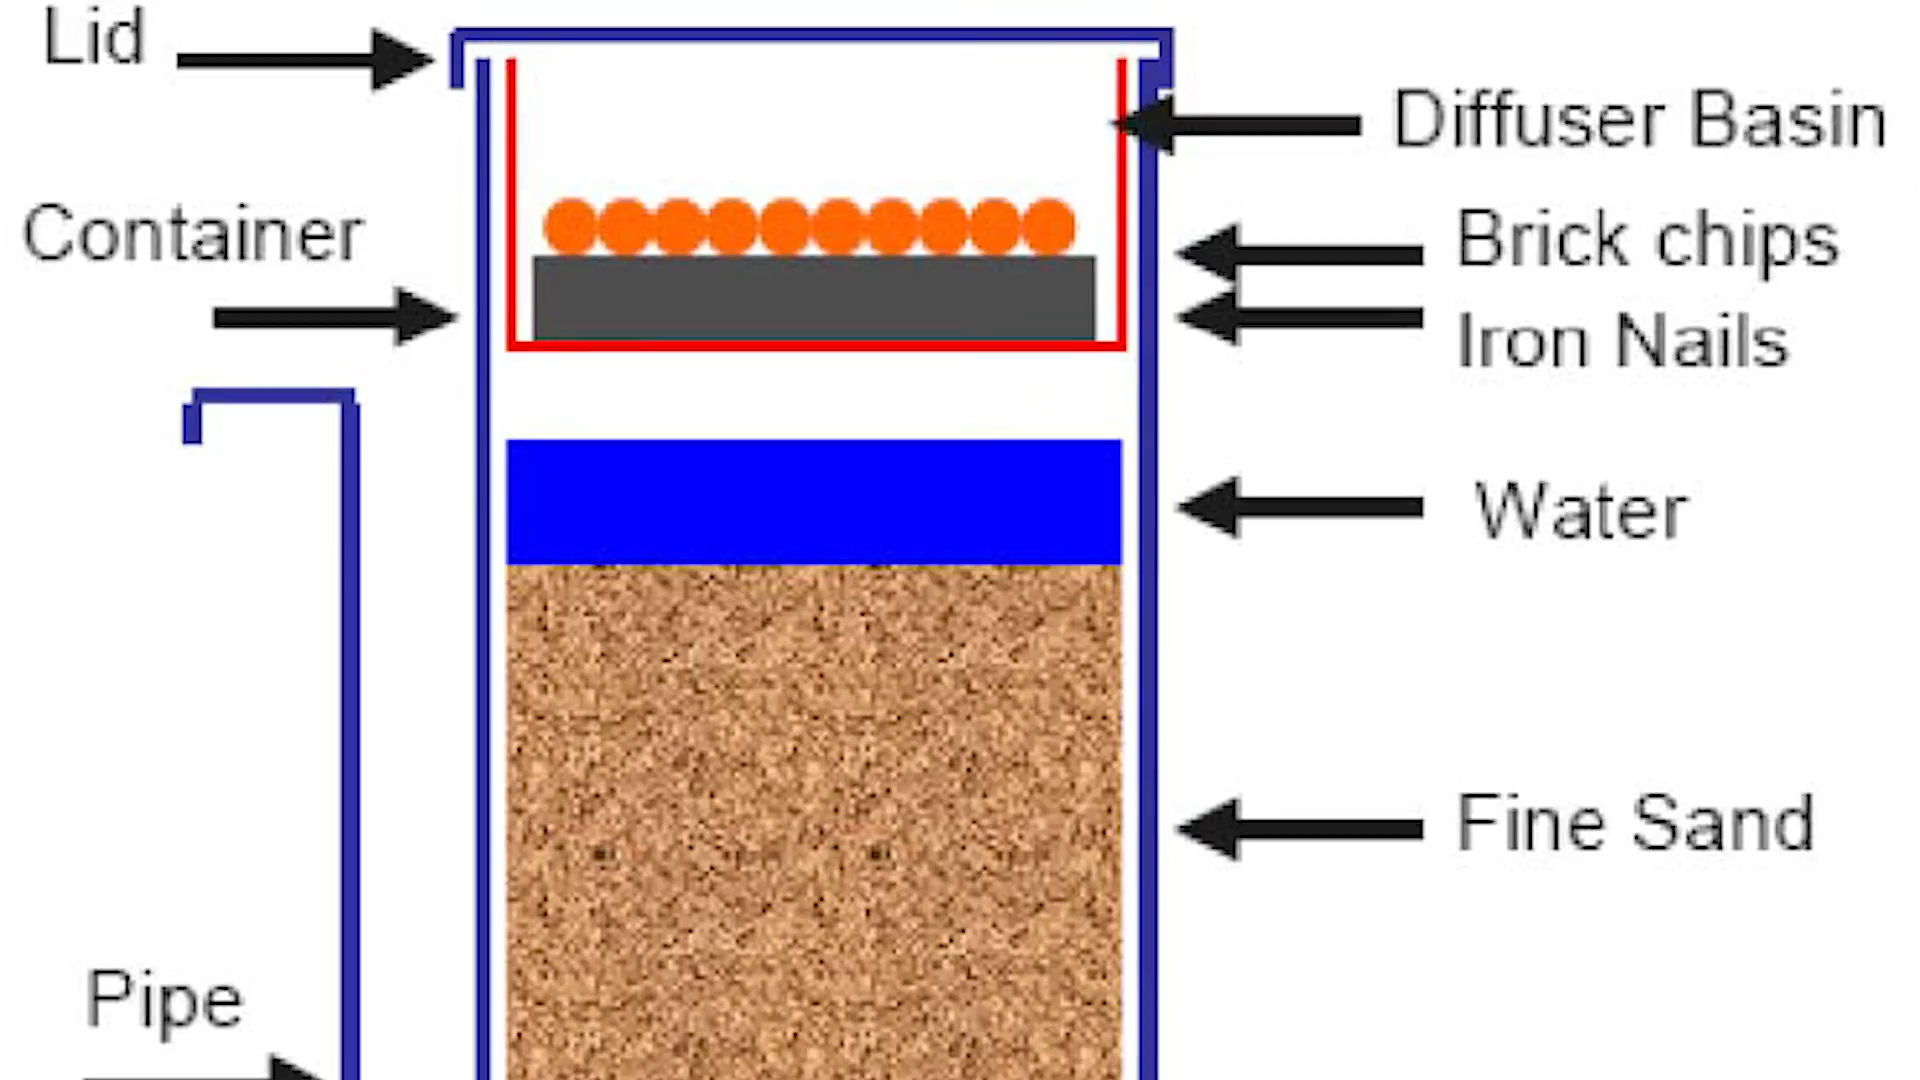 Lid
Diffuser Basin
Container
Brick chips
Iron Nails
Water
Fine Sand
Pipe